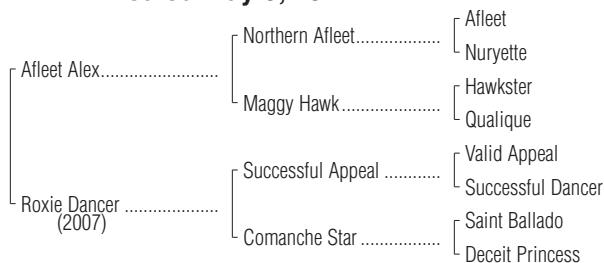 Afleet
Northern Afleet
Nuryette
Afleet Alex
Hawkster
Maggy Hawk
Qualique
Valid Appeal
Successful Appeal
Successful Dancer
Roxie Dancer
(2007)
Saint Ballado
Comanche Star
Deceit Princess